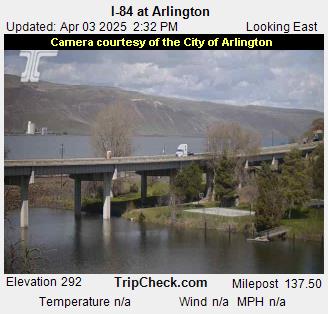 I-84 at Arlington
Updated: Apr 03 2025 2:32 PM Looking East
Camera courtesy of the City of Arlington
Elevation 292 TripCheck.com Milepost 137.50
Temperature n/a Wind n/a MPH n/a